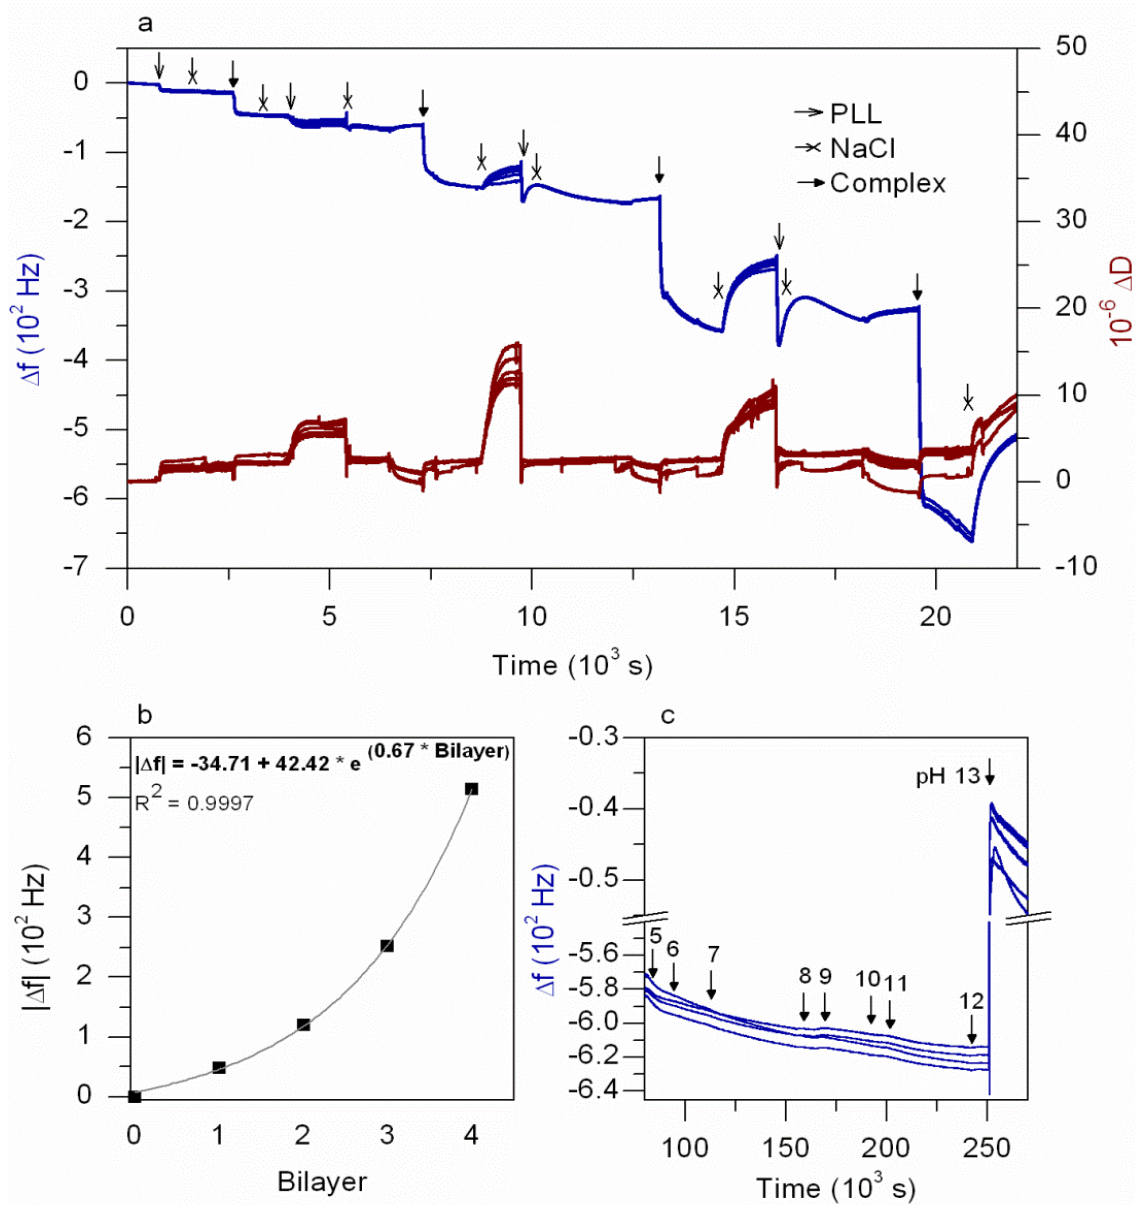 a
0
-1
-2
-3
-4
-5
-6
-7
Δf (10² Hz)
50
40
30
20
10
0
-10
10⁻⁶ ΔD
PLL
NaCl
Complex
0 5 10 15 20
Time (10³ s)
b
6
5
4
3
2
1
0
|Δf| (10² Hz)
|Δf| = -34.71 + 42.42 * e^(0.67 * Bilayer)
R² = 0.9997
0 1 2 3 4
Bilayer
c
-0.3
-0.4
-0.5
-5.6
-5.8
-6.0
-6.2
-6.4
Δf (10² Hz)
pH 13
5 6 7 8 9 10 11 12
100 150 200 250
Time (10³ s)